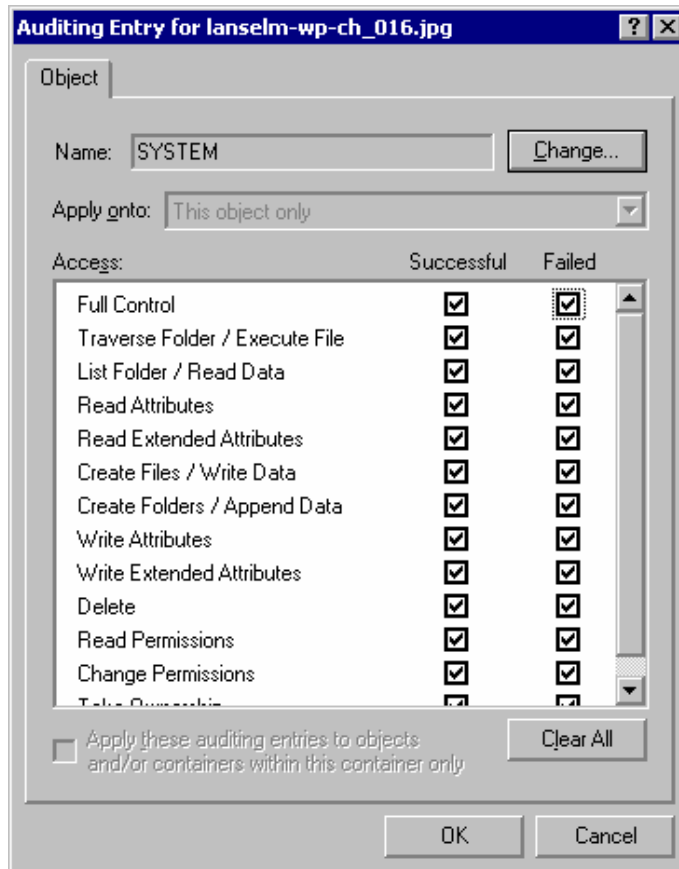 Auditing Entry for lanselm-wp-ch_016.jpg
Object
Name: SYSTEM Change...
Apply onto: This object only
Access: Successful Failed
Full Control
Traverse Folder / Execute File
List Folder / Read Data
Read Attributes
Read Extended Attributes
Create Files / Write Data
Create Folders / Append Data
Write Attributes
Write Extended Attributes
Delete
Read Permissions
Change Permissions
Take Ownership
Apply these auditing entries to objects Clear All
and/or containers within this container only
OK Cancel